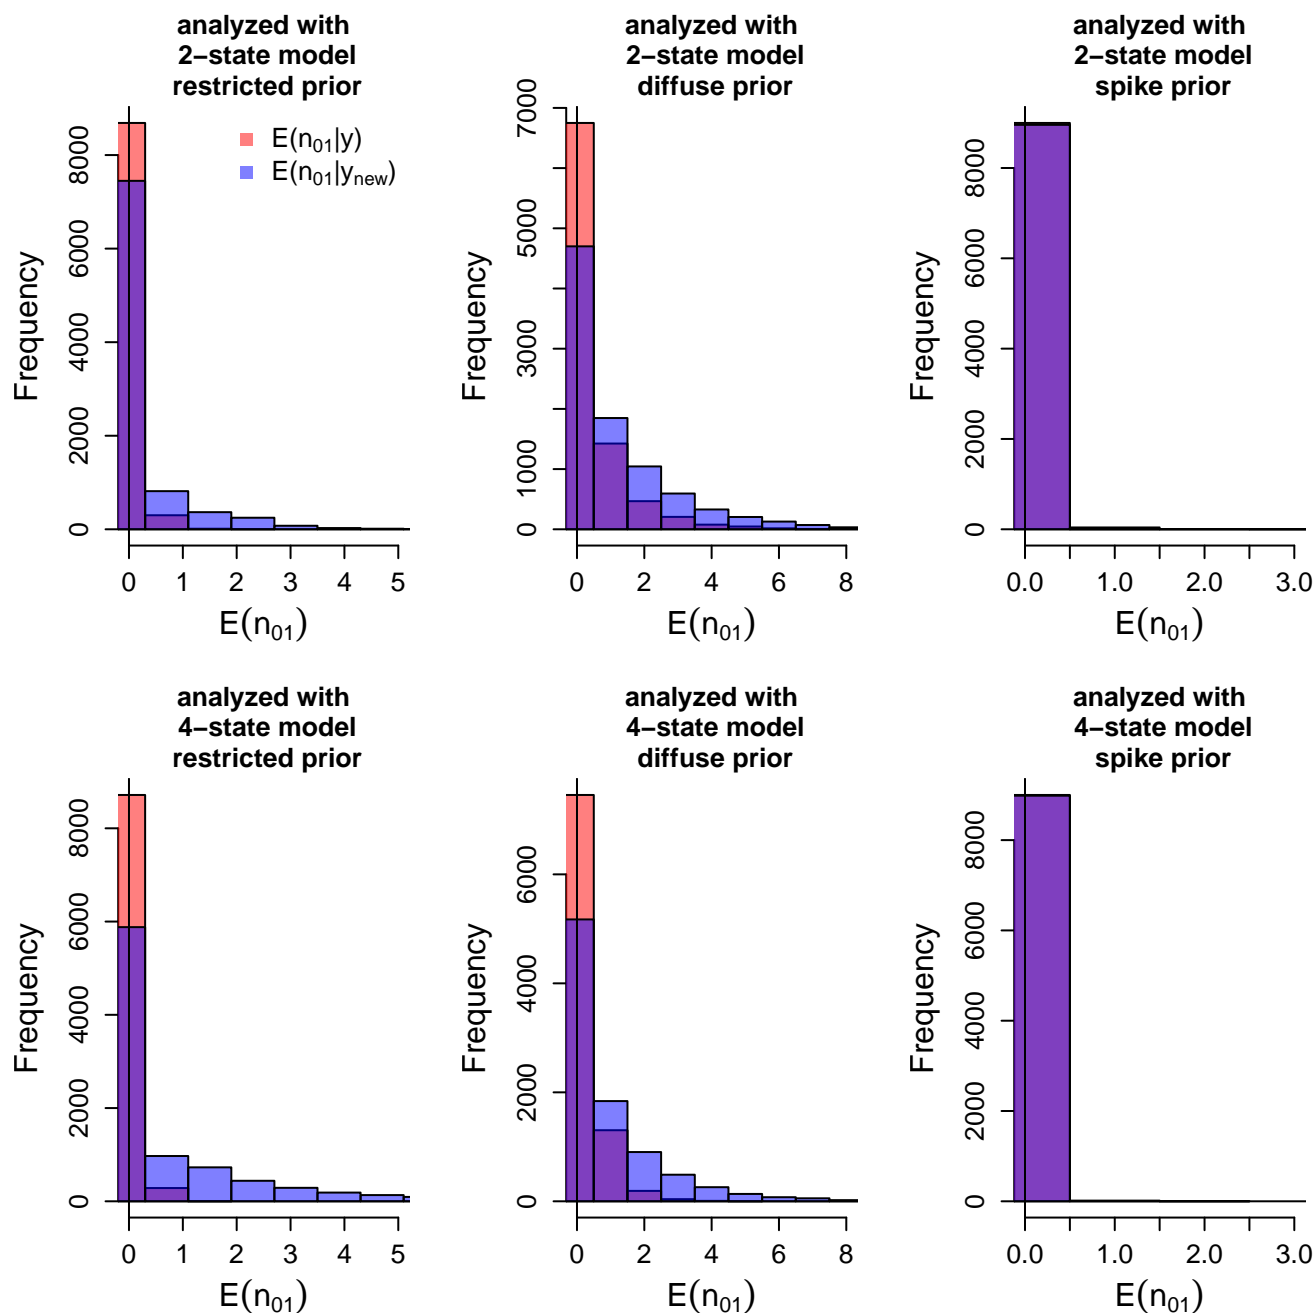 analyzed with
2−state model
restricted prior
E(n01|y)
E(n01|ynew)
Frequency
0
2000
4000
6000
8000
0 1 2 3 4 5
E(n01)
analyzed with
2−state model
diffuse prior
Frequency
0
1000
3000
5000
7000
0 2 4 6 8
E(n01)
analyzed with
2−state model
spike prior
Frequency
0
2000
4000
6000
8000
0.0 1.0 2.0 3.0
E(n01)
analyzed with
4−state model
restricted prior
Frequency
0
2000
4000
6000
8000
0 1 2 3 4 5
E(n01)
analyzed with
4−state model
diffuse prior
Frequency
0
2000
4000
6000
0 2 4 6 8
E(n01)
analyzed with
4−state model
spike prior
Frequency
0
2000
4000
6000
8000
0.0 1.0 2.0 3.0
E(n01)